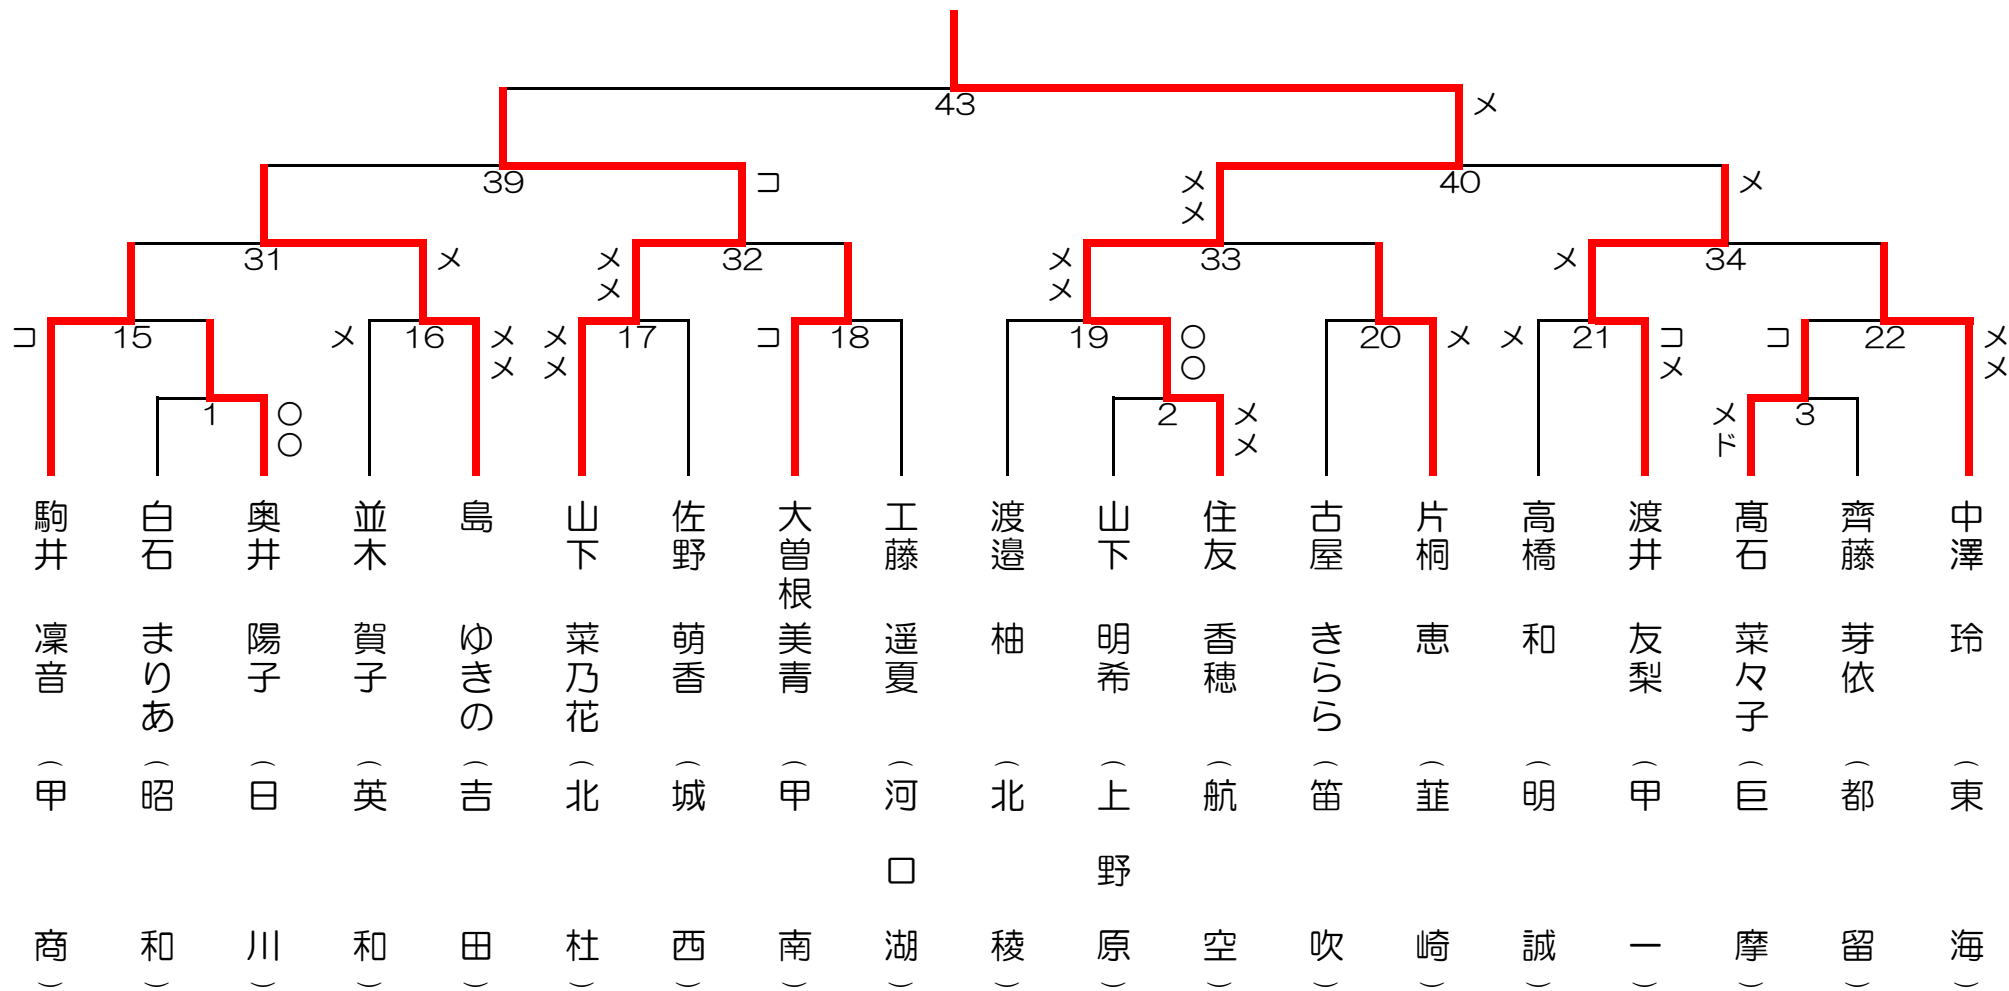 43
メ
39
コ
メメ
40
メ
31
メ
メメ
32
メメ
33
メ
34
コ
15
メ
16
メメ
メメ
17
コ
18
19
〇〇
20
メ
メ
21
コメ
コ
22
メメ
1
〇〇
2
メメ
メド
3
駒井 凜音 (甲商)
白石 まりあ (昭和)
奥井 陽子 (日川)
並木 賀子 (英和)
島 ゆきの (吉田)
山下 菜乃花 (北杜)
佐野 萌香 (城西)
大曽根 美青 (甲南)
工藤 遥夏 (河口湖)
渡邉 柚 (北稜)
山下 明希 (上野原)
住友 香穂 (航空)
古屋 きらら (笛吹)
片桐 恵 (韮崎)
高橋 和 (明誠)
渡井 友梨 (甲一)
髙石 菜々子 (巨摩)
齊藤 芽依 (都留)
中澤 玲 (東海)